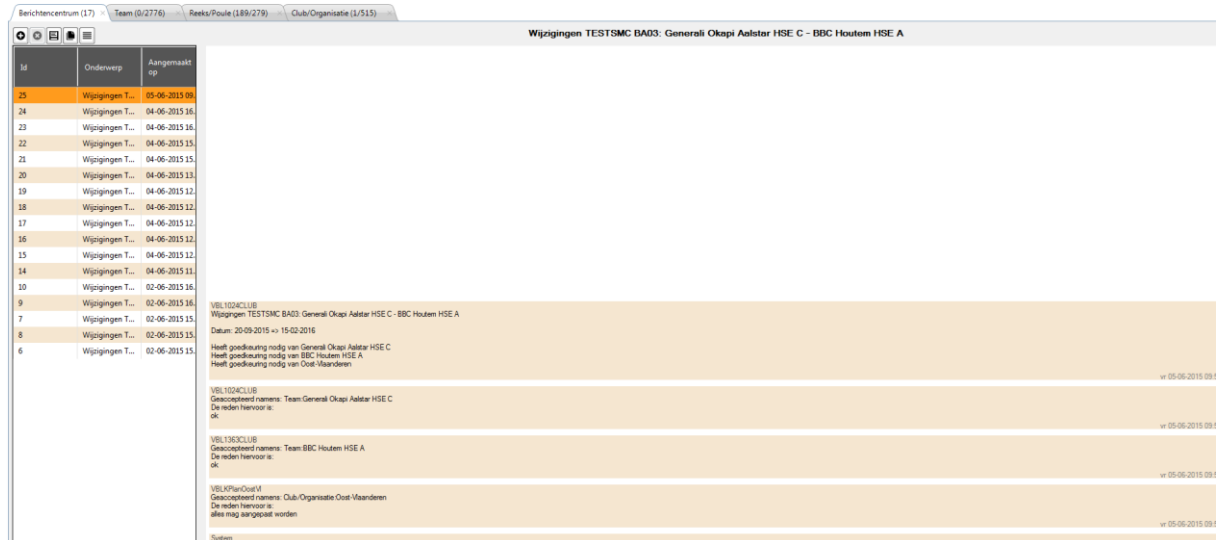 Berichtencentrum (17) Team (0/2776) Reeks/Poule (189/279) Club/Organisatie (1/515)
Wijzigingen TESTSMC BA03: Generali Okapi Aalstar HSE C - BBC Houtem HSE A
Id Onderwerp Aangemaakt op
25 Wijzigingen T... 05-06-2015 09.
24 Wijzigingen T... 04-06-2015 16.
23 Wijzigingen T... 04-06-2015 16.
22 Wijzigingen T... 04-06-2015 15.
21 Wijzigingen T... 04-06-2015 15.
20 Wijzigingen T... 04-06-2015 13.
19 Wijzigingen T... 04-06-2015 12.
18 Wijzigingen T... 04-06-2015 12.
17 Wijzigingen T... 04-06-2015 12.
16 Wijzigingen T... 04-06-2015 12.
15 Wijzigingen T... 04-06-2015 12.
14 Wijzigingen T... 04-06-2015 11.
10 Wijzigingen T... 02-06-2015 16.
9 Wijzigingen T... 02-06-2015 16.
7 Wijzigingen T... 02-06-2015 15.
8 Wijzigingen T... 02-06-2015 15.
6 Wijzigingen T... 02-06-2015 15.
VBL1024CLUB
Wijzigingen TESTSMC BA03: Generali Okapi Aalstar HSE C - BBC Houtem HSE A
Datum: 20-09-2015 => 15-02-2016
Heeft goedkeuring nodig van Generali Okapi Aalstar HSE C
Heeft goedkeuring nodig van BBC Houtem HSE A
Heeft goedkeuring nodig van Oost-Vlaanderen
vr 05-06-2015 09:5
VBL1024CLUB
Geaccepteerd namens: Team:Generali Okapi Aalstar HSE C
De reden hiervoor is:
ok
vr 05-06-2015 09:5
VBL1363CLUB
Geaccepteerd namens: Team:BBC Houtem HSE A
De reden hiervoor is:
ok
vr 05-06-2015 09:5
VBLKPlanOostVl
Geaccepteerd namens: Club/Organisatie:Oost-Vlaanderen
De reden hiervoor is:
alles mag aangepast worden
vr 05-06-2015 09:5
System